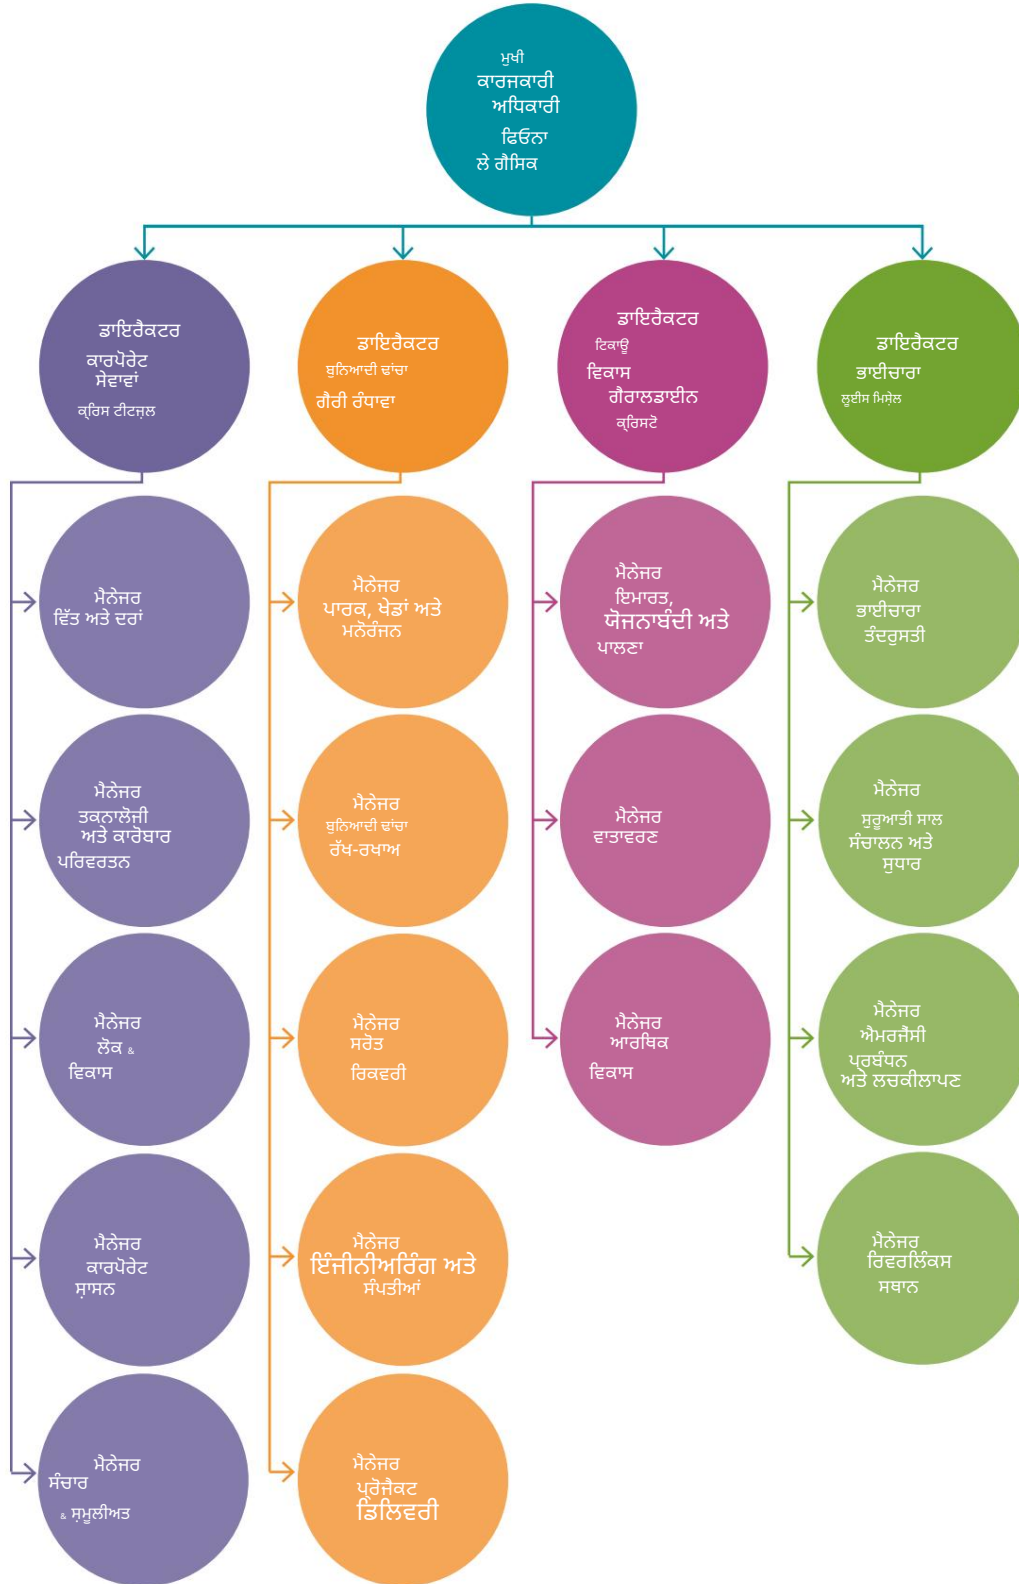 ਮੁਖੀ
ਕਾਰਜਕਾਰੀ
ਅਧਿਕਾਰੀ
ਫਿਓਨਾ
ਲੇ ਗੈਸਿਕ
ਡਾਇਰੈਕਟਰ
ਕਾਰਪੋਰੇਟ
ਸੇਵਾਵਾਂ
ਕ੍ਰਿਸ ਟੀਟਜ਼ਲ
ਮੈਨੇਜਰ
ਵਿੱਤ ਅਤੇ ਦਰਾਂ
ਮੈਨੇਜਰ
ਤਕਨਾਲੋਜੀ
ਅਤੇ ਕਾਰੋਬਾਰ
ਪਰਿਵਰਤਨ
ਮੈਨੇਜਰ
ਲੋਕ &
ਵਿਕਾਸ
ਮੈਨੇਜਰ
ਕਾਰਪੋਰੇਟ
ਸ਼ਾਸਨ
ਮੈਨੇਜਰ
ਸੰਚਾਰ
& ਸ਼ਮੂਲੀਅਤ
ਡਾਇਰੈਕਟਰ
ਬੁਨਿਆਦੀ ਢਾਂਚਾ
ਗੈਰੀ ਰੰਧਾਵਾ
ਮੈਨੇਜਰ
ਪਾਰਕ, ਖੇਡਾਂ ਅਤੇ
ਮਨੋਰੰਜਨ
ਮੈਨੇਜਰ
ਬੁਨਿਆਦੀ ਢਾਂਚਾ
ਰੱਖ-ਰਖਾਅ
ਮੈਨੇਜਰ
ਸਰੋਤ
ਰਿਕਵਰੀ
ਮੈਨੇਜਰ
ਇੰਜੀਨੀਅਰਿੰਗ ਅਤੇ
ਸੰਪਤੀਆਂ
ਮੈਨੇਜਰ
ਪ੍ਰੋਜੈਕਟ
ਡਿਲਿਵਰੀ
ਡਾਇਰੈਕਟਰ
ਟਿਕਾਊ
ਵਿਕਾਸ
ਗੈਰਾਲਡਾਈਨ
ਕ੍ਰਿਸਟੋ
ਮੈਨੇਜਰ
ਇਮਾਰਤ,
ਯੋਜਨਾਬੰਦੀ ਅਤੇ
ਪਾਲਣਾ
ਮੈਨੇਜਰ
ਵਾਤਾਵਰਣ
ਮੈਨੇਜਰ
ਆਰਥਿਕ
ਵਿਕਾਸ
ਡਾਇਰੈਕਟਰ
ਭਾਈਚਾਰਾ
ਲੂਈਸ ਮਿਸ਼ੇਲ
ਮੈਨੇਜਰ
ਭਾਈਚਾਰਾ
ਤੰਦਰੁਸਤੀ
ਮੈਨੇਜਰ
ਸ਼ੁਰੂਆਤੀ ਸਾਲ
ਸੰਚਾਲਨ ਅਤੇ
ਸੁਧਾਰ
ਮੈਨੇਜਰ
ਐਮਰਜੈਂਸੀ
ਪ੍ਰਬੰਧਨ
ਅਤੇ ਲਚਕੀਲਾਪਣ
ਮੈਨੇਜਰ
ਰਿਵਰਲਿੰਕਸ
ਸਥਾਨ